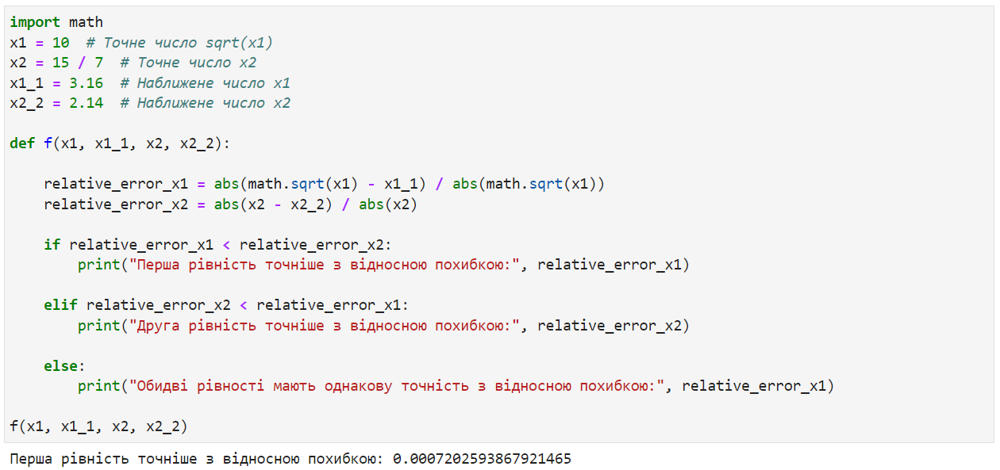 import math
x1 = 10  # Точне число sqrt(x1)
x2 = 15 / 7  # Точне число x2
x1_1 = 3.16  # Наближене число x1
x2_2 = 2.14  # Наближене число x2

def f(x1, x1_1, x2, x2_2):

    relative_error_x1 = abs(math.sqrt(x1) - x1_1) / abs(math.sqrt(x1))
    relative_error_x2 = abs(x2 - x2_2) / abs(x2)

    if relative_error_x1 < relative_error_x2:
        print("Перша рівність точніше з відносною похибкою:", relative_error_x1)

    elif relative_error_x2 < relative_error_x1:
        print("Друга рівність точніше з відносною похибкою:", relative_error_x2)

    else:
        print("Обидві рівності мають однакову точність з відносною похибкою:", relative_error_x1)

f(x1, x1_1, x2, x2_2)
Перша рівність точніше з відносною похибкою: 0.0007202593867921465